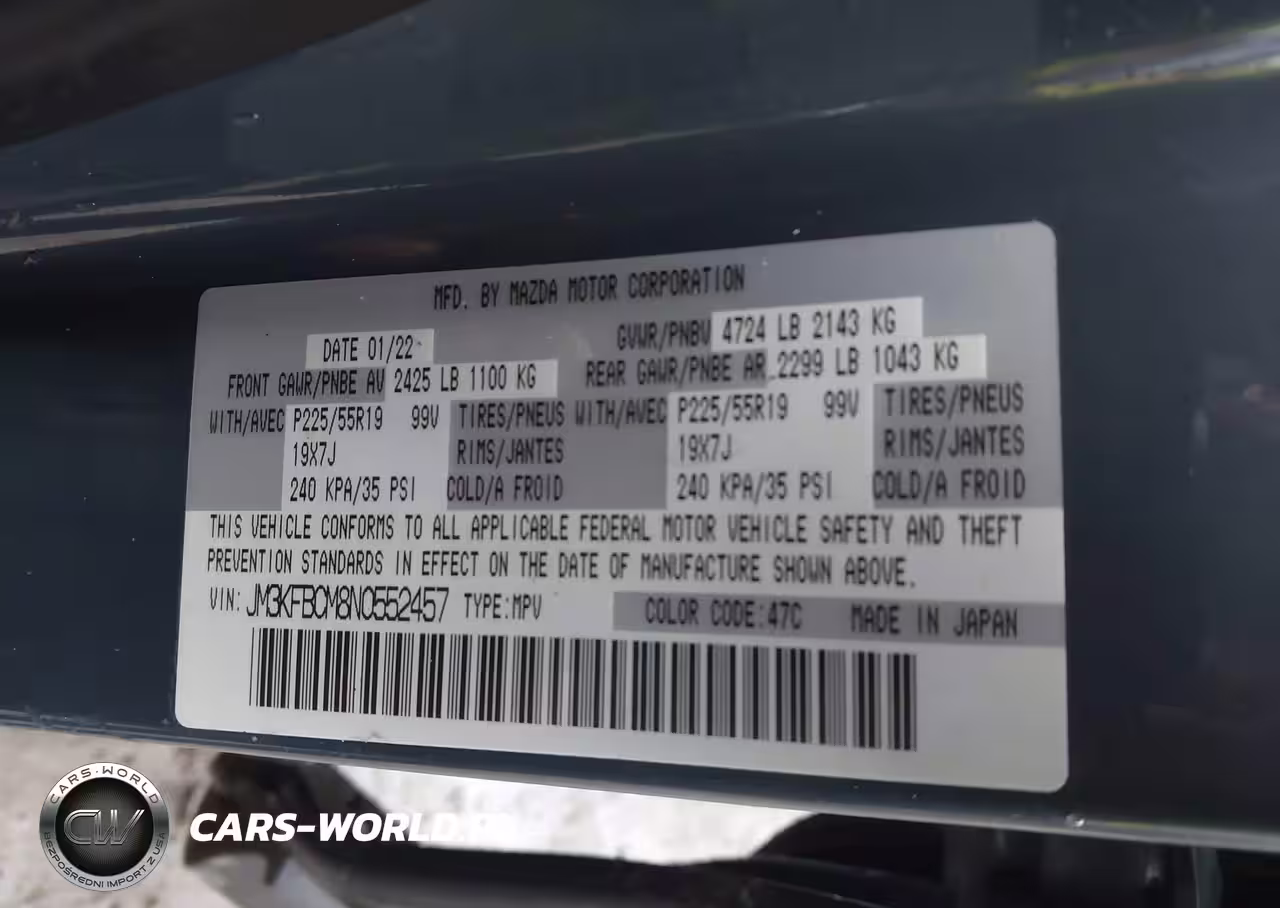 MFD. BY MAZDA MOTOR CORPORATION
DATE 01/22
GVWR/PNBV 4724 LB 2143 KG
FRONT GAWR/PNBE AV 2425 LB 1100 KG
REAR GAWR/PNBE AR 2299 LB 1043 KG
WITH/AVEC P225/55R19 99V TIRES/PNEUS WITH/AVEC P225/55R19 99V TIRES/PNEUS
19X7J RIMS/JANTES 19X7J RIMS/JANTES
240 KPA/35 PSI COLD/A FROID 240 KPA/35 PSI COLD/A FROID
THIS VEHICLE CONFORMS TO ALL APPLICABLE FEDERAL MOTOR VEHICLE SAFETY AND THEFT
PREVENTION STANDARDS IN EFFECT ON THE DATE OF MANUFACTURE SHOWN ABOVE.
VIN: JM3KFBCM8N0552457 TYPE:MPV COLOR CODE:47C MADE IN JAPAN
CARS-WORLD
CW
BEZPOŚREDNI IMPORT Z USA